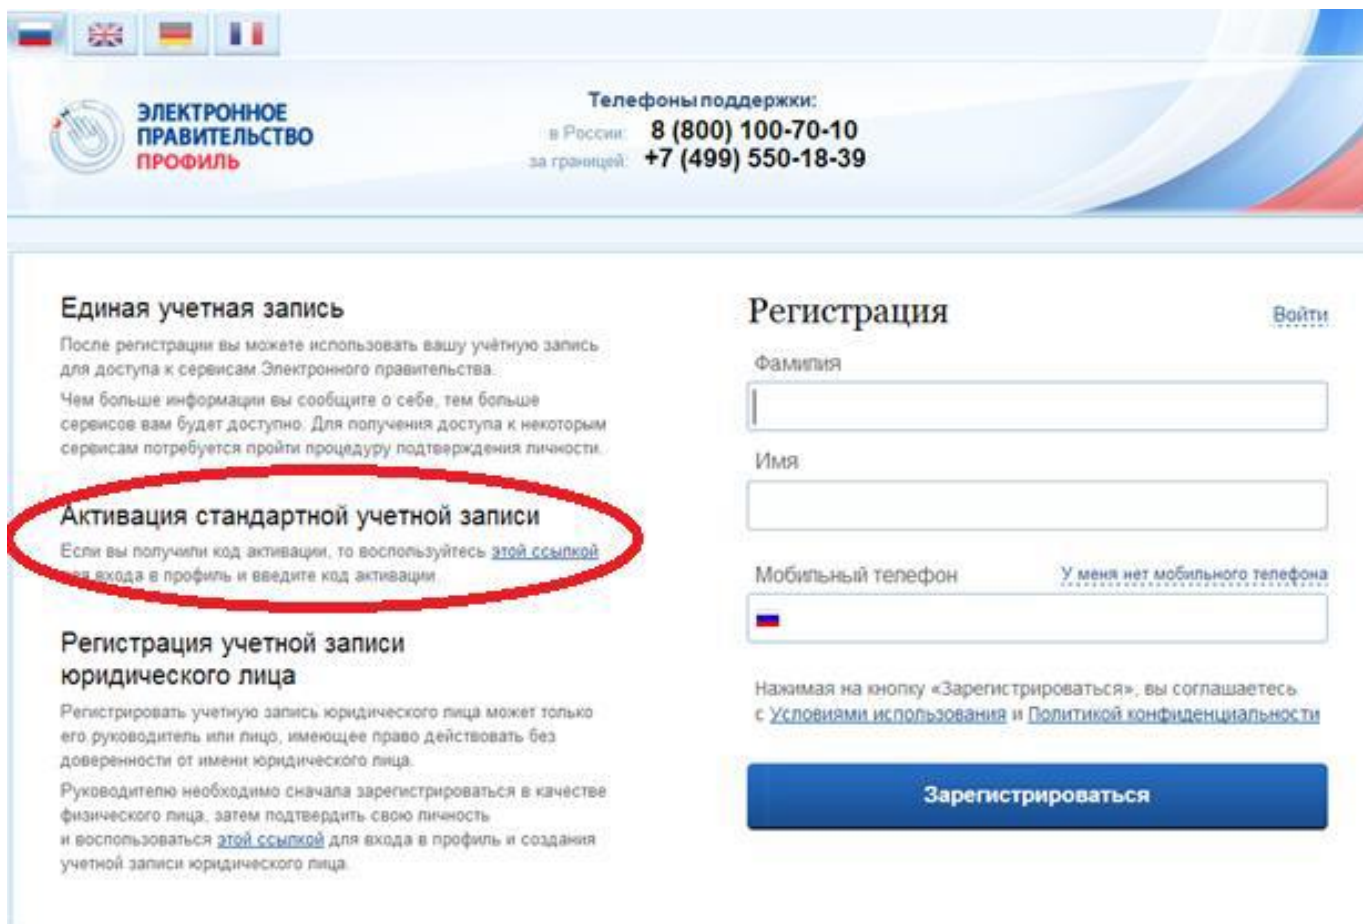 ЭЛЕКТРОННОЕ
ПРАВИТЕЛЬСТВО
ПРОФИЛЬ
Телефоны поддержки:
в России: 8 (800) 100-70-10
за границей: +7 (499) 550-18-39
Единая учетная запись
После регистрации вы можете использовать вашу учётную запись
для доступа к сервисам Электронного правительства.
Чем больше информации вы сообщите о себе, тем больше
сервисов вам будет доступно. Для получения доступа к некоторым
сервисам потребуется пройти процедуру подтверждения личности.
Активация стандартной учетной записи
Если вы получили код активации, то воспользуйтесь этой ссылкой
для входа в профиль и введите код активации.
Регистрация учетной записи
юридического лица
Регистрировать учетную запись юридического лица может только
его руководитель или лицо, имеющее право действовать без
доверенности от имени юридического лица.
Руководителю необходимо сначала зарегистрироваться в качестве
физического лица, затем подтвердить свою личность
и воспользоваться этой ссылкой для входа в профиль и создания
учетной записи юридического лица.
Регистрация
Войти
Фамилия
Имя
Мобильный телефон
У меня нет мобильного телефона
Нажимая на кнопку «Зарегистрироваться», вы соглашаетесь
с Условиями использования и Политикой конфиденциальности
Зарегистрироваться